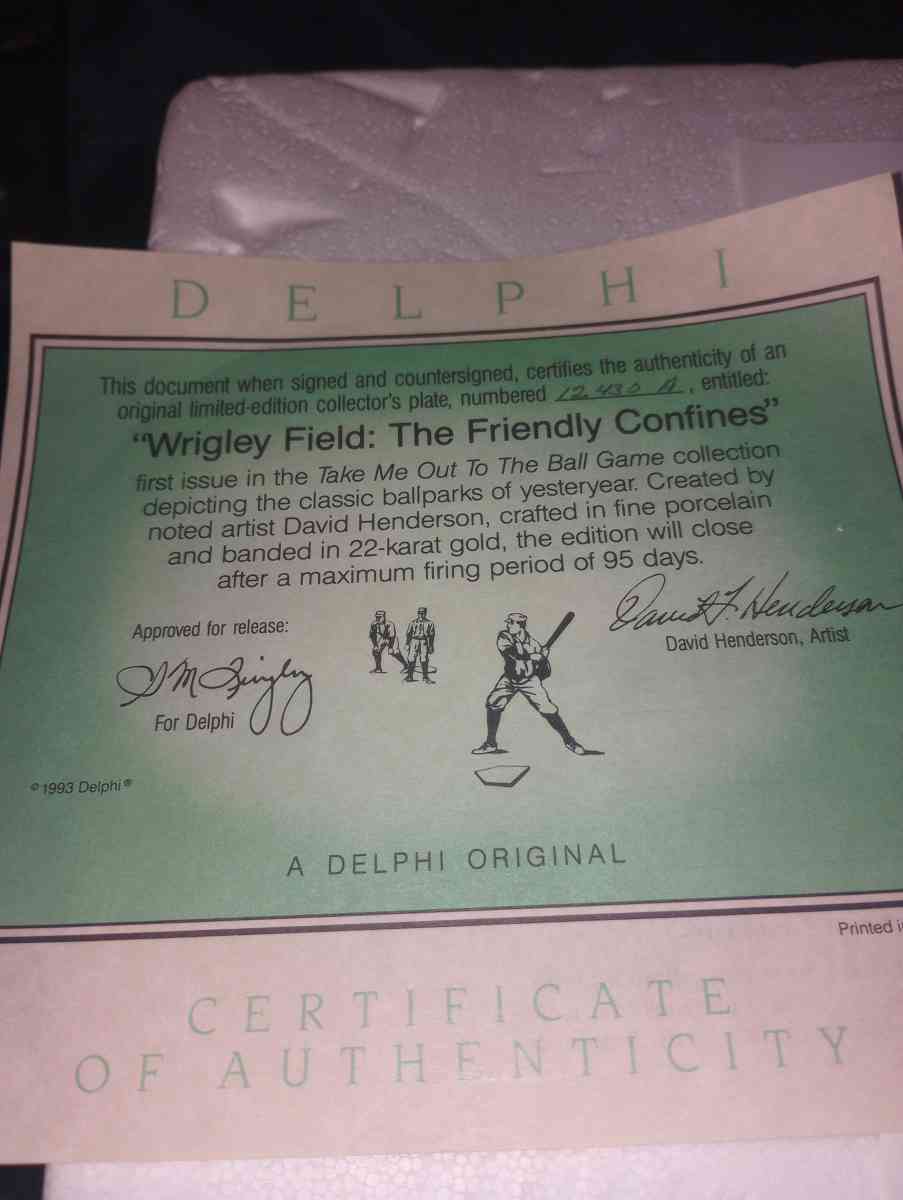 DELPHI
This document when signed and countersigned, certifies the authenticity of an
original limited-edition collector's plate, numbered 12,430 A, entitled:
“Wrigley Field: The Friendly Confines”
first issue in the Take Me Out To The Ball Game collection
depicting the classic ballparks of yesteryear. Created by
noted artist David Henderson, crafted in fine porcelain
and banded in 22-karat gold, the edition will close
after a maximum firing period of 95 days.
Approved for release:
For Delphi
David Henderson, Artist
© 1993 Delphi®
A DELPHI ORIGINAL
Printed
CERTIFICATE
OF AUTHENTICITY